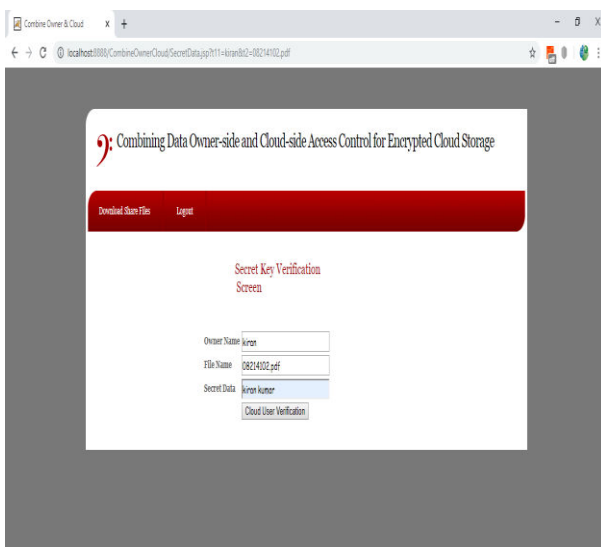 Combine Owner & Cloud
localhost:8888/CombineOwnerCloud/SecretData.jsp?t11=kiran&t2=08214102.pdf
Combining Data Owner-side and Cloud-side Access Control for Encrypted Cloud Storage
Download Share Files Logout
Secret Key Verification
Screen
Owner Name kiran
File Name 08214102.pdf
Secret Data kiran kumar
Cloud User Verification